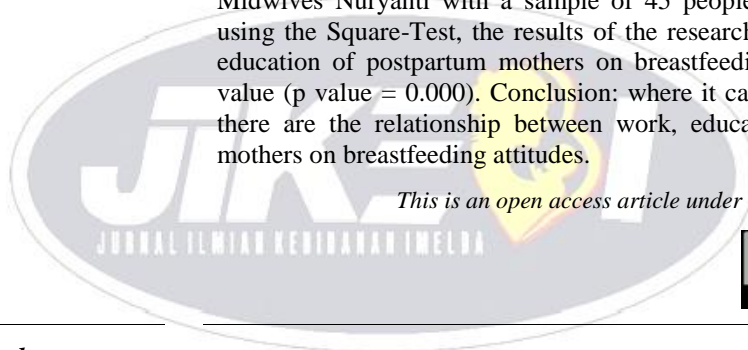 Midwives Nuryanti with a sample of 45 people
using the Square-Test, the results of the research
education of postpartum mothers on breastfeedi
value (p value = 0.000). Conclusion: where it ca
there are the relationship between work, educa
mothers on breastfeeding attitudes.
This is an open access article under
JIKEBI
JURNAL ILMIAH KEBIDANAN IMELDA